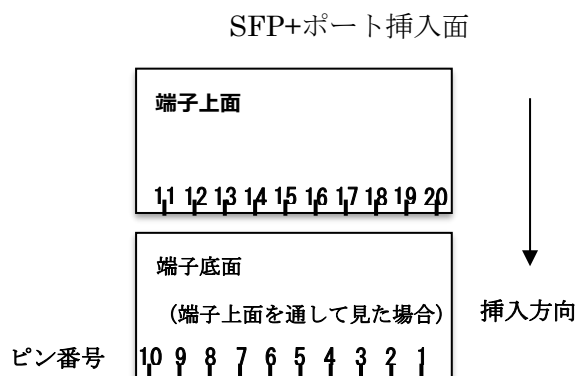 SFP+ポート挿入面
端子上面
11 12 13 14 15 16 17 18 19 20
端子底面
（端子上面を通して見た場合）
挿入方向
ピン番号
10 9 8 7 6 5 4 3 2 1